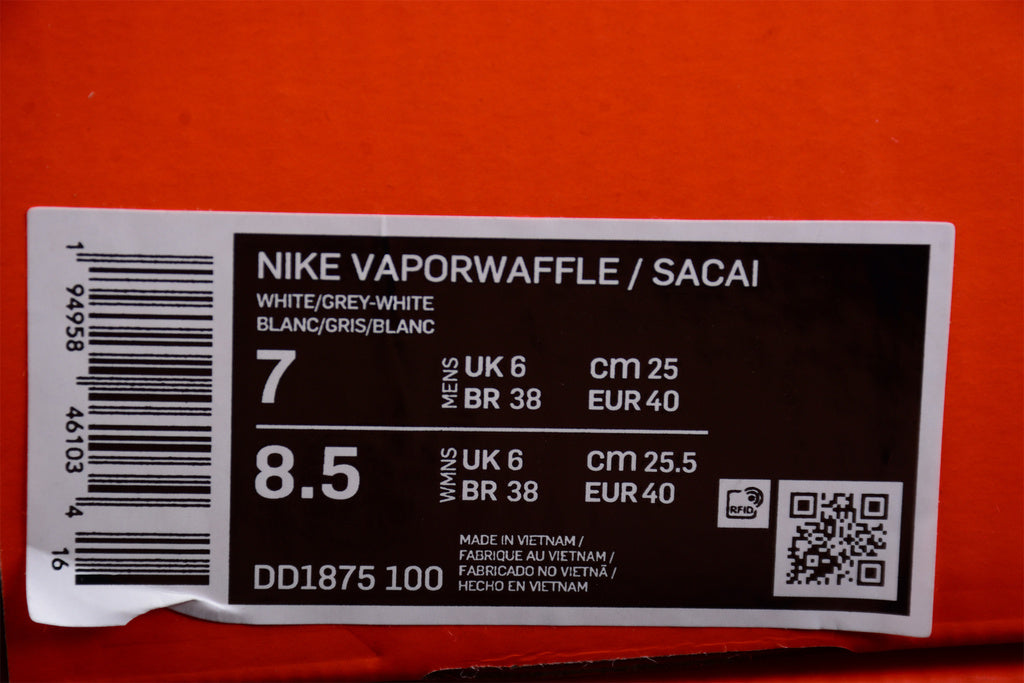 1 94958 46103 4 16
NIKE VAPORWAFFLE / SACAI
WHITE/GREY-WHITE
BLANC/GRIS/BLANC
7
MENS
UK 6 cm 25
BR 38 EUR 40
8.5
WMNS
UK 6 cm 25.5
BR 38 EUR 40
RFID
MADE IN VIETNAM /
FABRIQUE AU VIETNAM /
FABRICADO NO VIETNÃ /
HECHO EN VIETNAM
DD1875 100